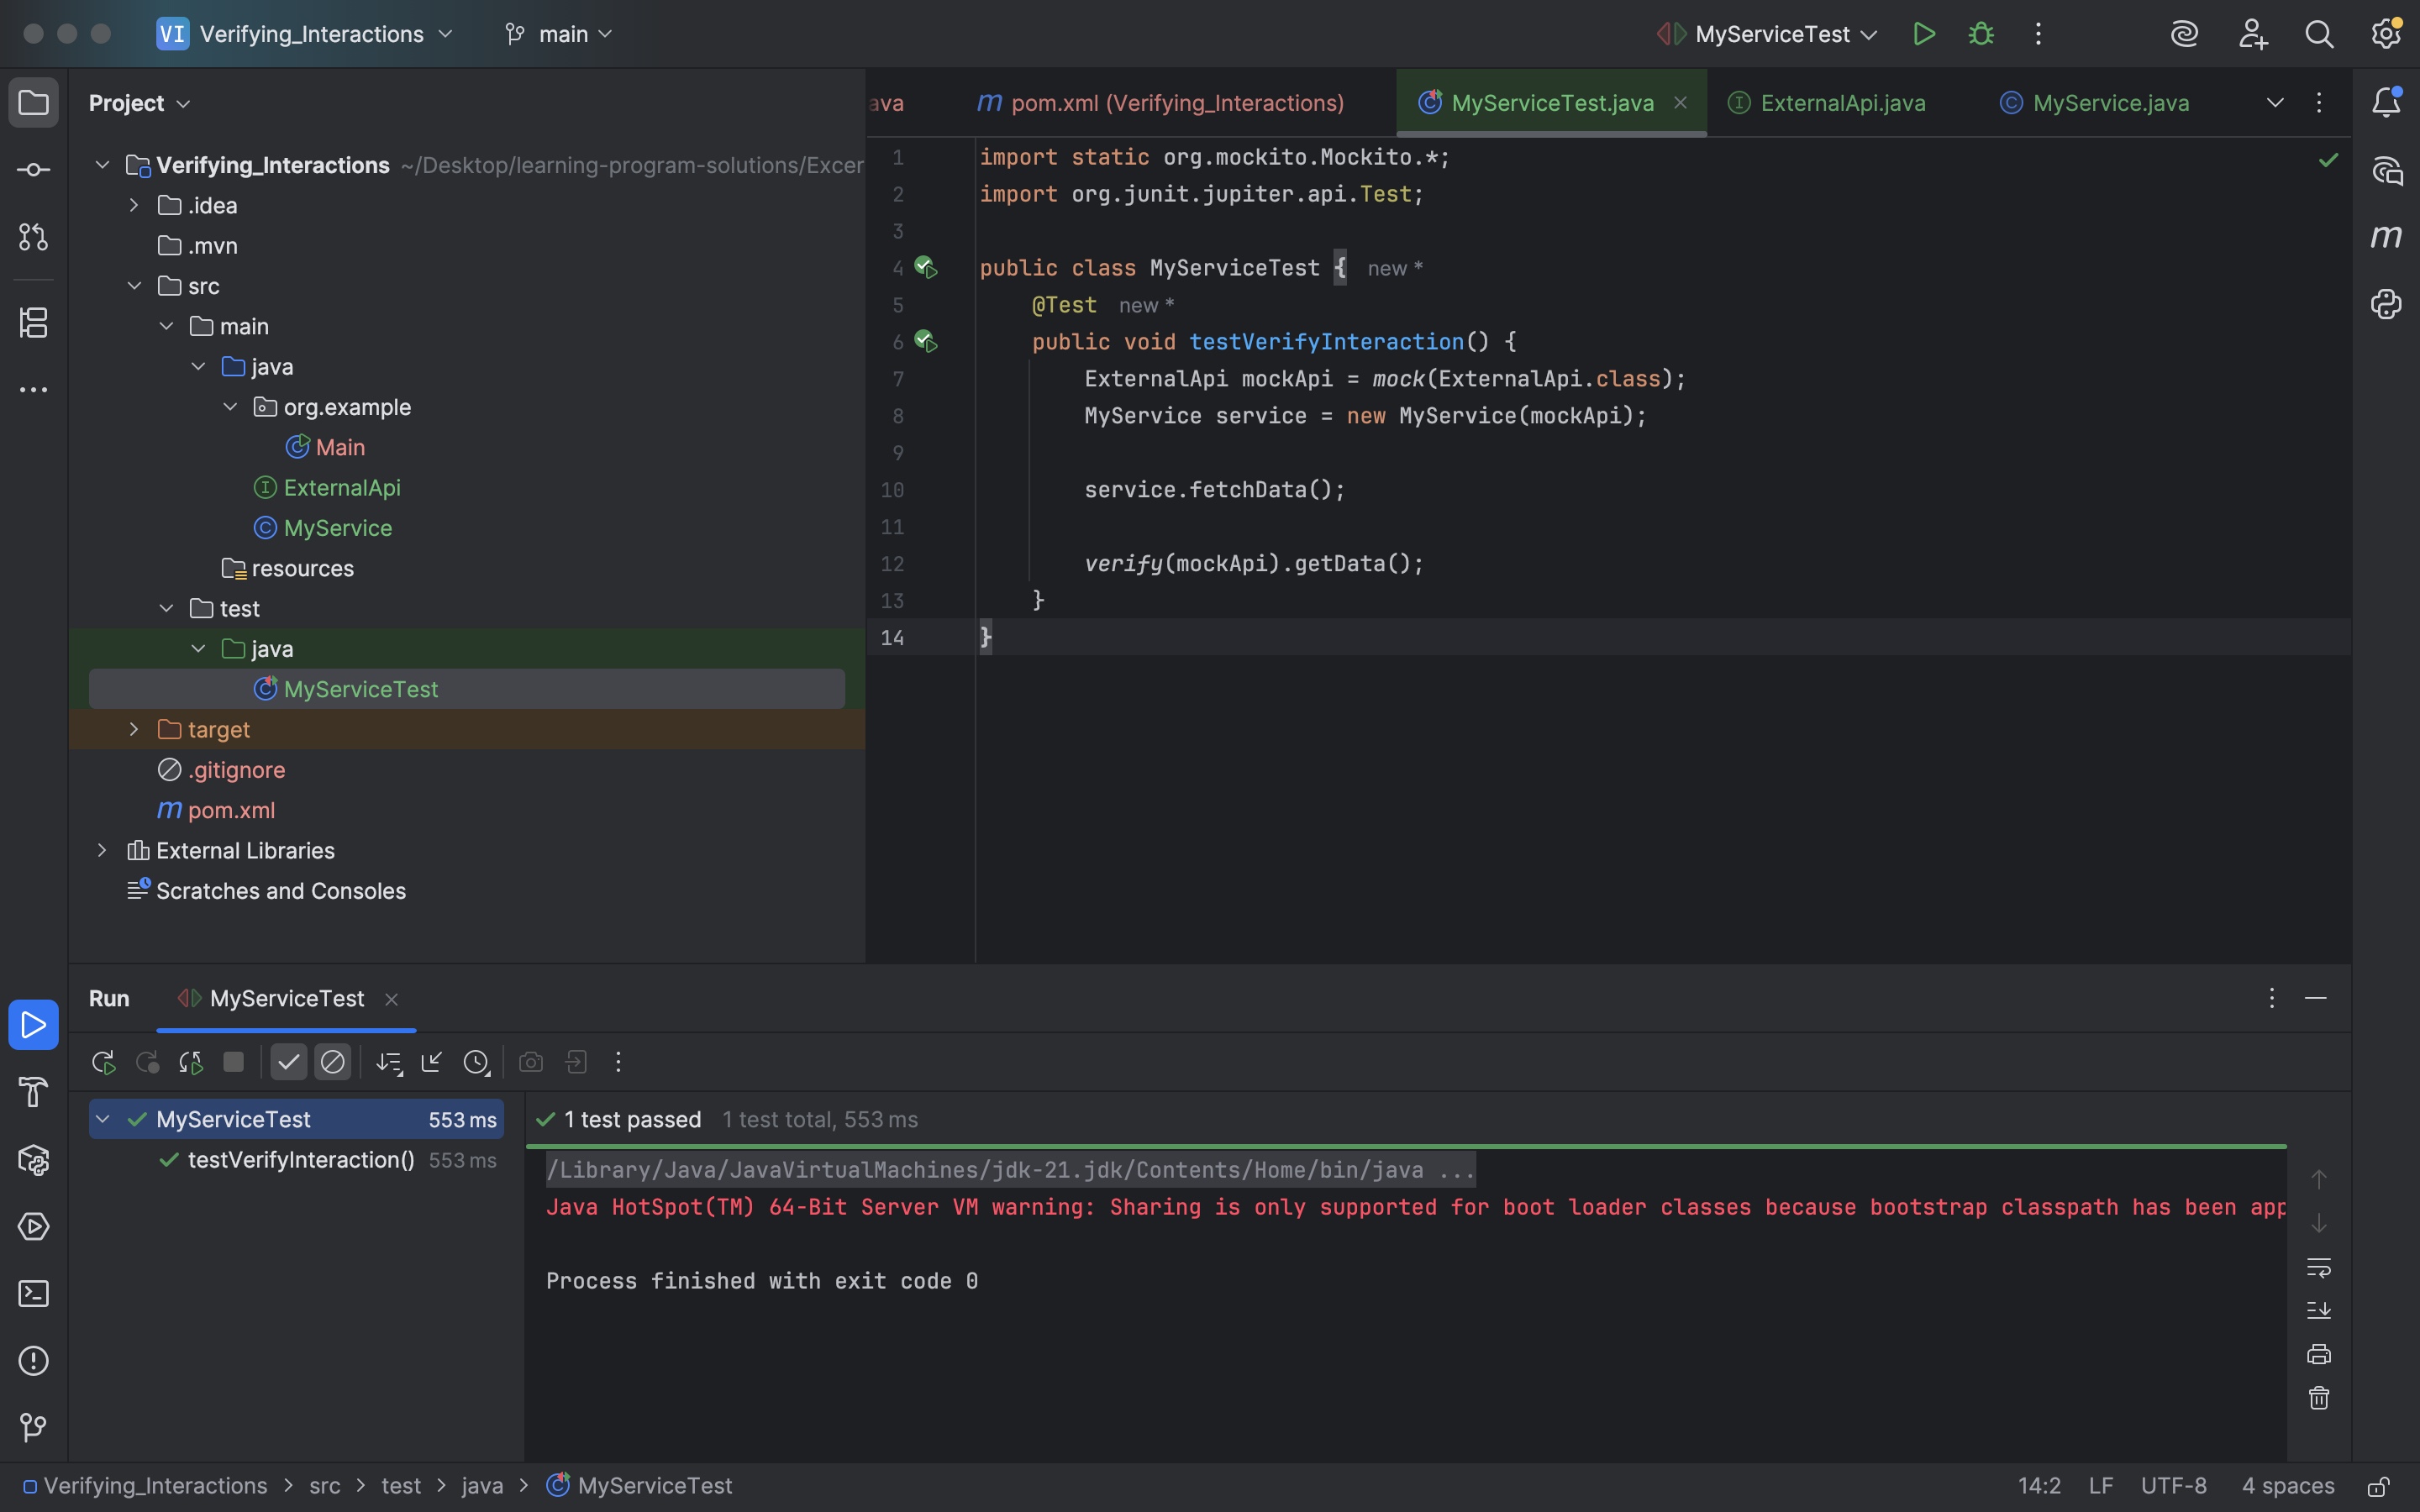 VI Verifying_Interactions main MyServiceTest
Project
Verifying_Interactions ~/Desktop/learning-program-solutions/Excer
.idea
.mvn
src
main
java
org.example
Main
ExternalApi
MyService
resources
test
java
MyServiceTest
target
.gitignore
m pom.xml
External Libraries
Scratches and Consoles
ava m pom.xml (Verifying_Interactions) MyServiceTest.java ExternalApi.java MyService.java
1 import static org.mockito.Mockito.*;
2 import org.junit.jupiter.api.Test;
3
4 public class MyServiceTest { new *
5 @Test new *
6 public void testVerifyInteraction() {
7 ExternalApi mockApi = mock(ExternalApi.class);
8 MyService service = new MyService(mockApi);
9
10 service.fetchData();
11
12 verify(mockApi).getData();
13 }
14 }
Run MyServiceTest
MyServiceTest 553 ms
testVerifyInteraction() 553 ms
1 test passed 1 test total, 553 ms
/Library/Java/JavaVirtualMachines/jdk-21.jdk/Contents/Home/bin/java ...
Java HotSpot(TM) 64-Bit Server VM warning: Sharing is only supported for boot loader classes because bootstrap classpath has been app
Process finished with exit code 0
Verifying_Interactions > src > test > java > MyServiceTest
14:2 LF UTF-8 4 spaces